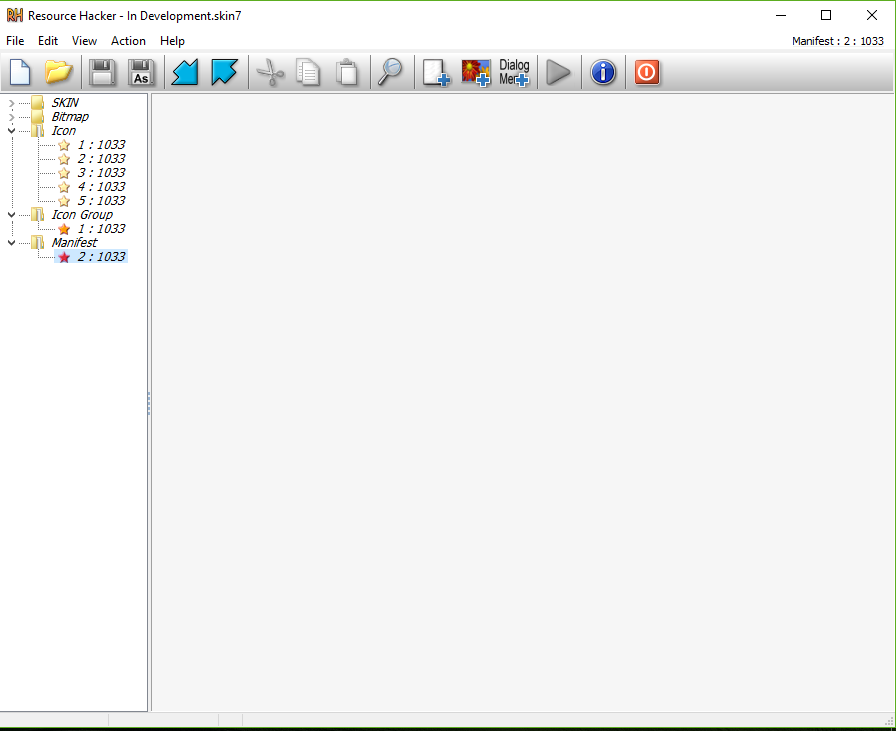 RH Resource Hacker - In Development.skin7
File Edit View Action Help Manifest : 2 : 1033
As
Dialog
Men
SKIN
Bitmap
Icon
1 : 1033
2 : 1033
3 : 1033
4 : 1033
5 : 1033
Icon Group
1 : 1033
Manifest
2 : 1033